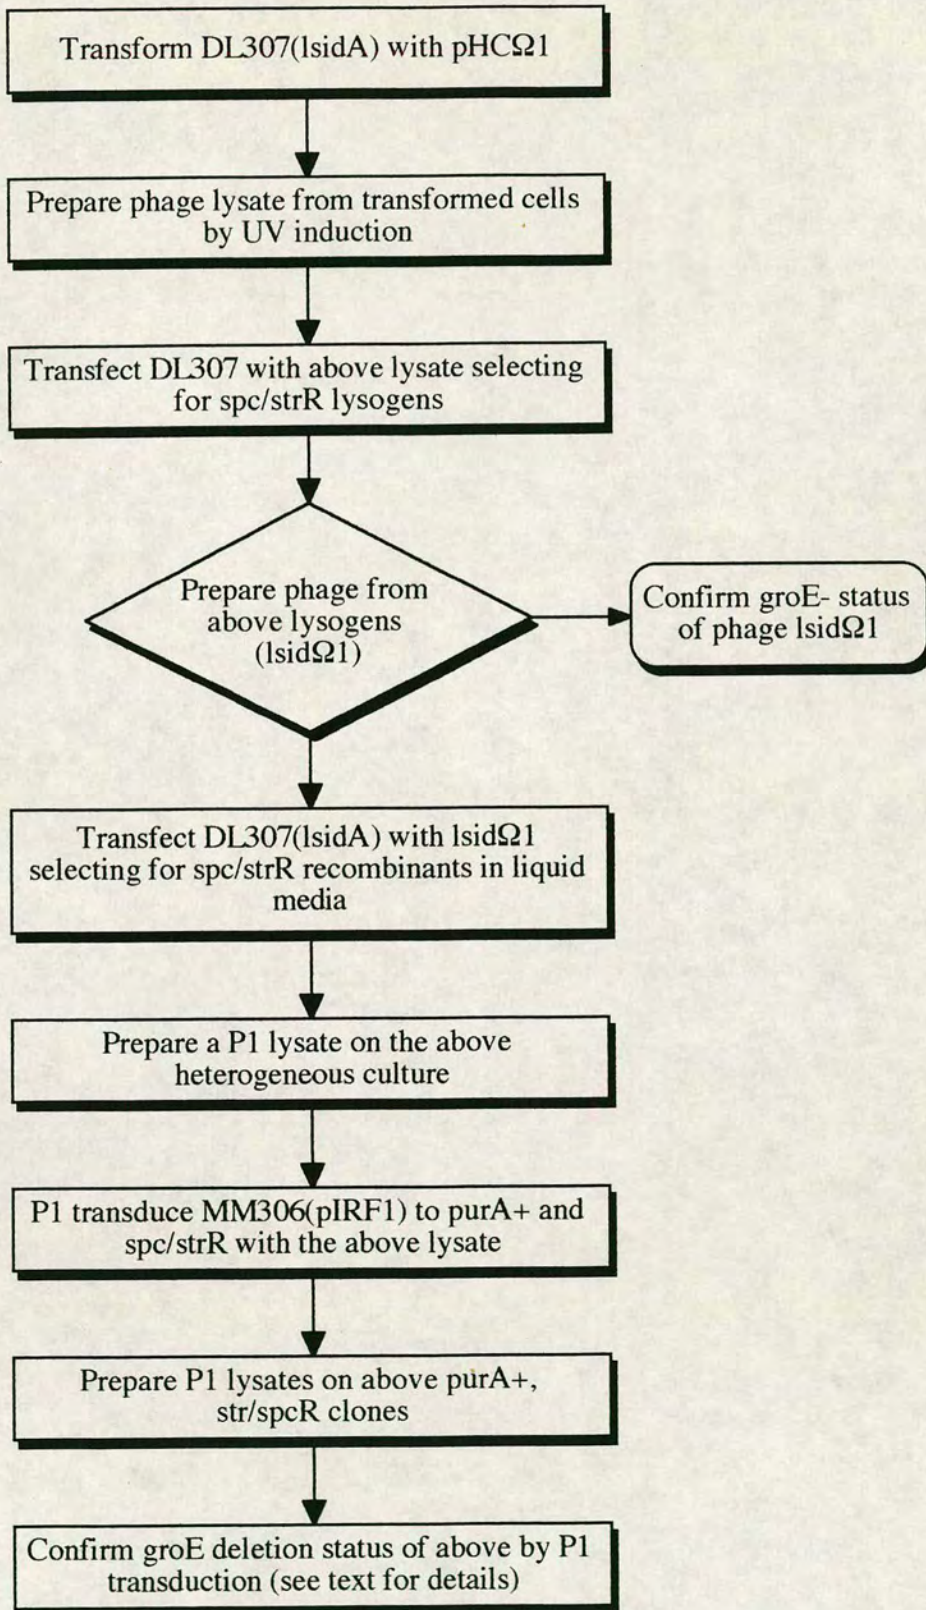 Transform DL307(lsidA) with pHCΩ1
Prepare phage lysate from transformed cells
by UV induction
Transfect DL307 with above lysate selecting
for spc/strR lysogens
Prepare phage from
above lysogens
(lsidΩ1)
Confirm groE- status
of phage lsidΩ1
Transfect DL307(lsidA) with lsidΩ1
selecting for spc/strR recombinants in liquid
media
Prepare a P1 lysate on the above
heterogeneous culture
P1 transduce MM306(pIRF1) to purA+ and
spc/strR with the above lysate
Prepare P1 lysates on above purA+,
str/spcR clones
Confirm groE deletion status of above by P1
transduction (see text for details)